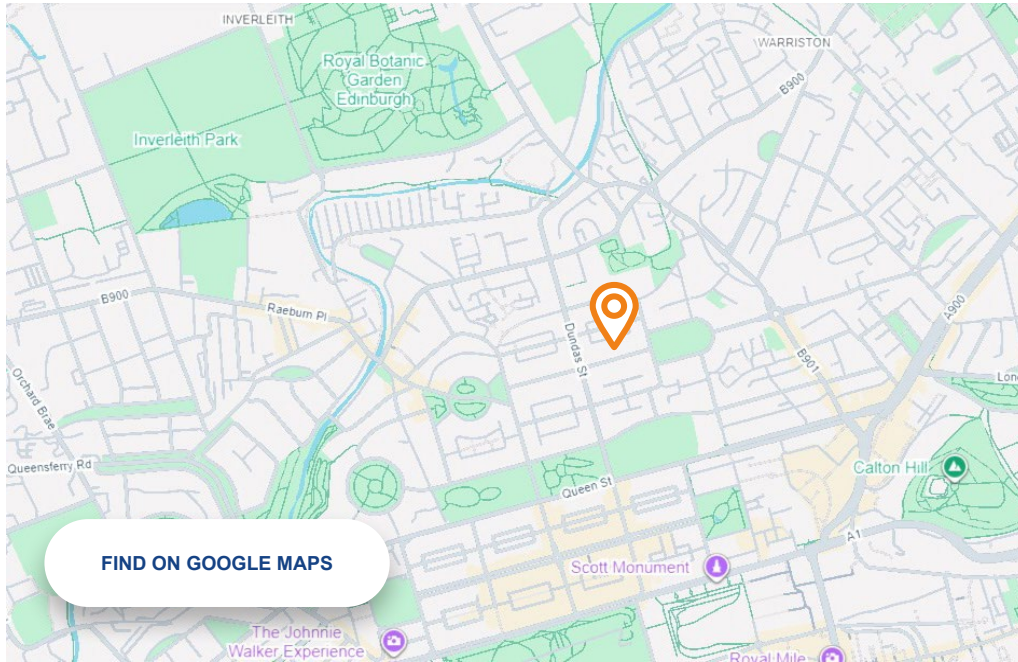 INVERLEITH
WARRISTON
Royal Botanic
Garden
Edinburgh
B900
Inverleith Park
B900
Raeburn Pl
A900
Dundas St
B901
Orchard Brae
Lon
Queensferry Rd
Calton Hill
Queen St
A1
FIND ON GOOGLE MAPS
Scott Monument
The Johnnie
Walker Experience
Royal Mile